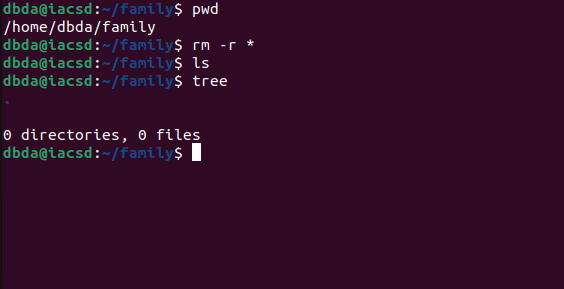 dbda@iacsd:~/family$ pwd
/home/dbda/family
dbda@iacsd:~/family$ rm -r *
dbda@iacsd:~/family$ ls
dbda@iacsd:~/family$ tree
.
0 directories, 0 files
dbda@iacsd:~/family$